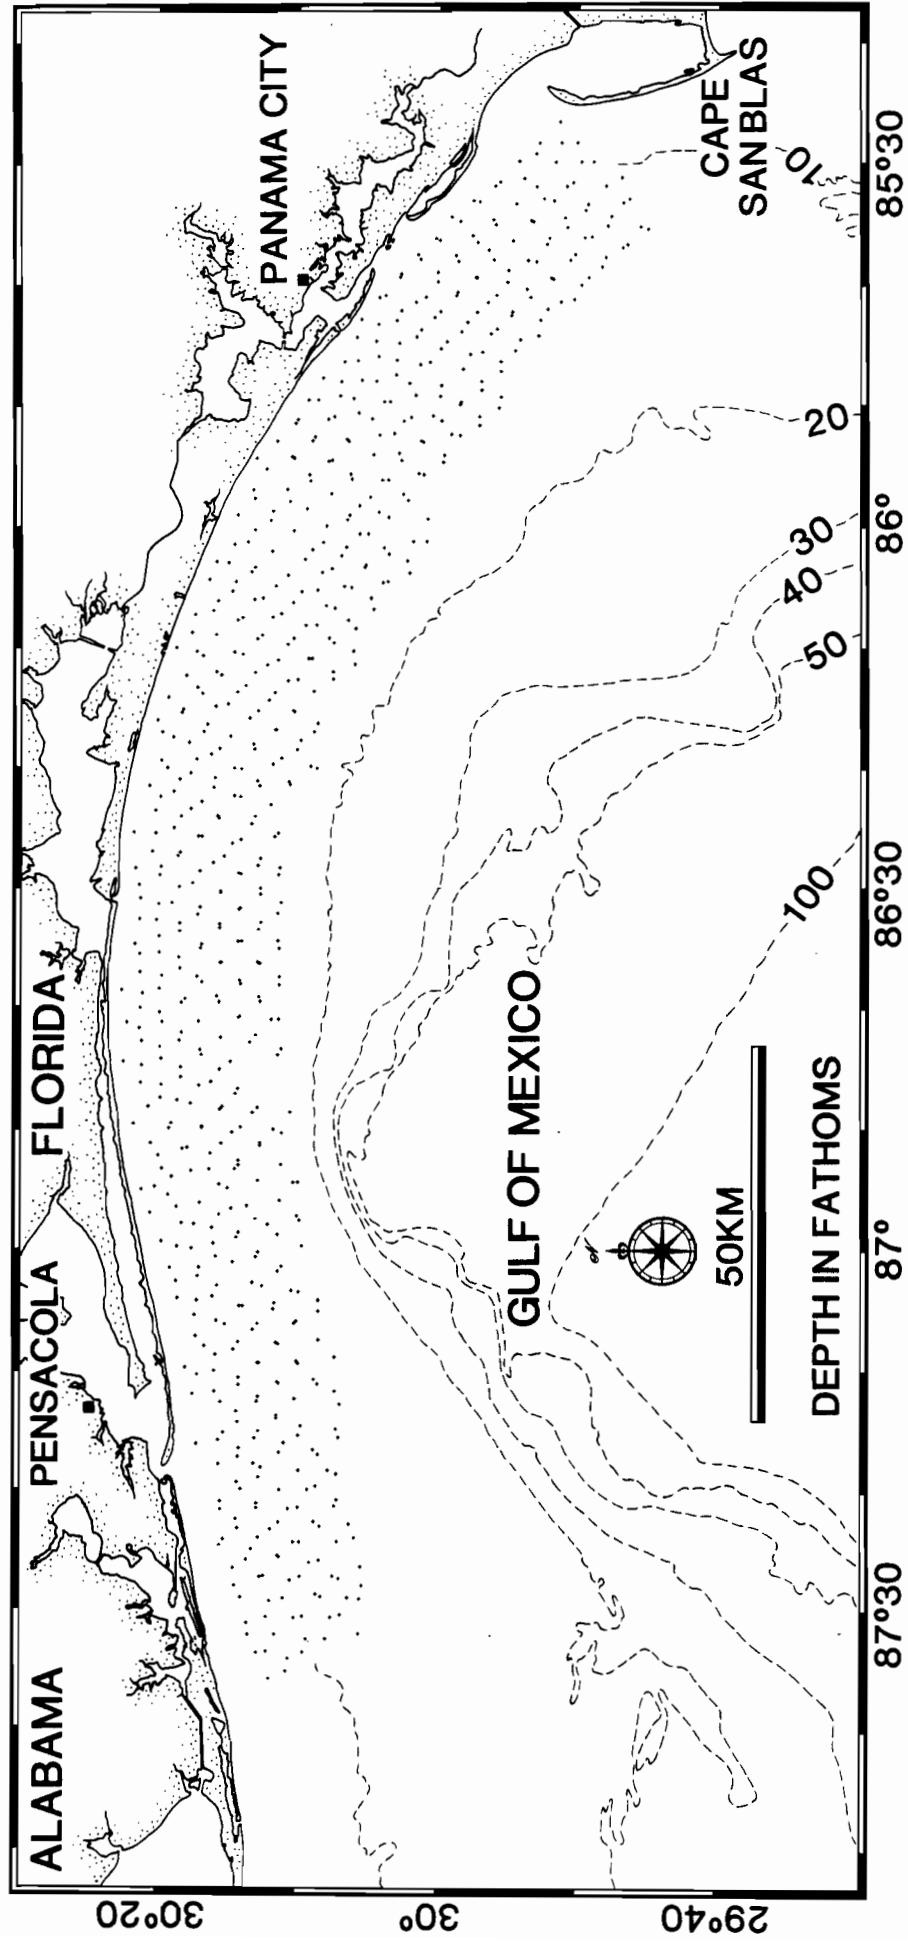 ALABAMA
PENSACOLA
FLORIDA
PANAMA CITY
CAPE
SAN BLAS
GULF OF MEXICO
N
50KM
DEPTH IN FATHOMS
10
20
30
40
50
100
30°20
30°
29°40
87°30
87°
86°30
86°
85°30